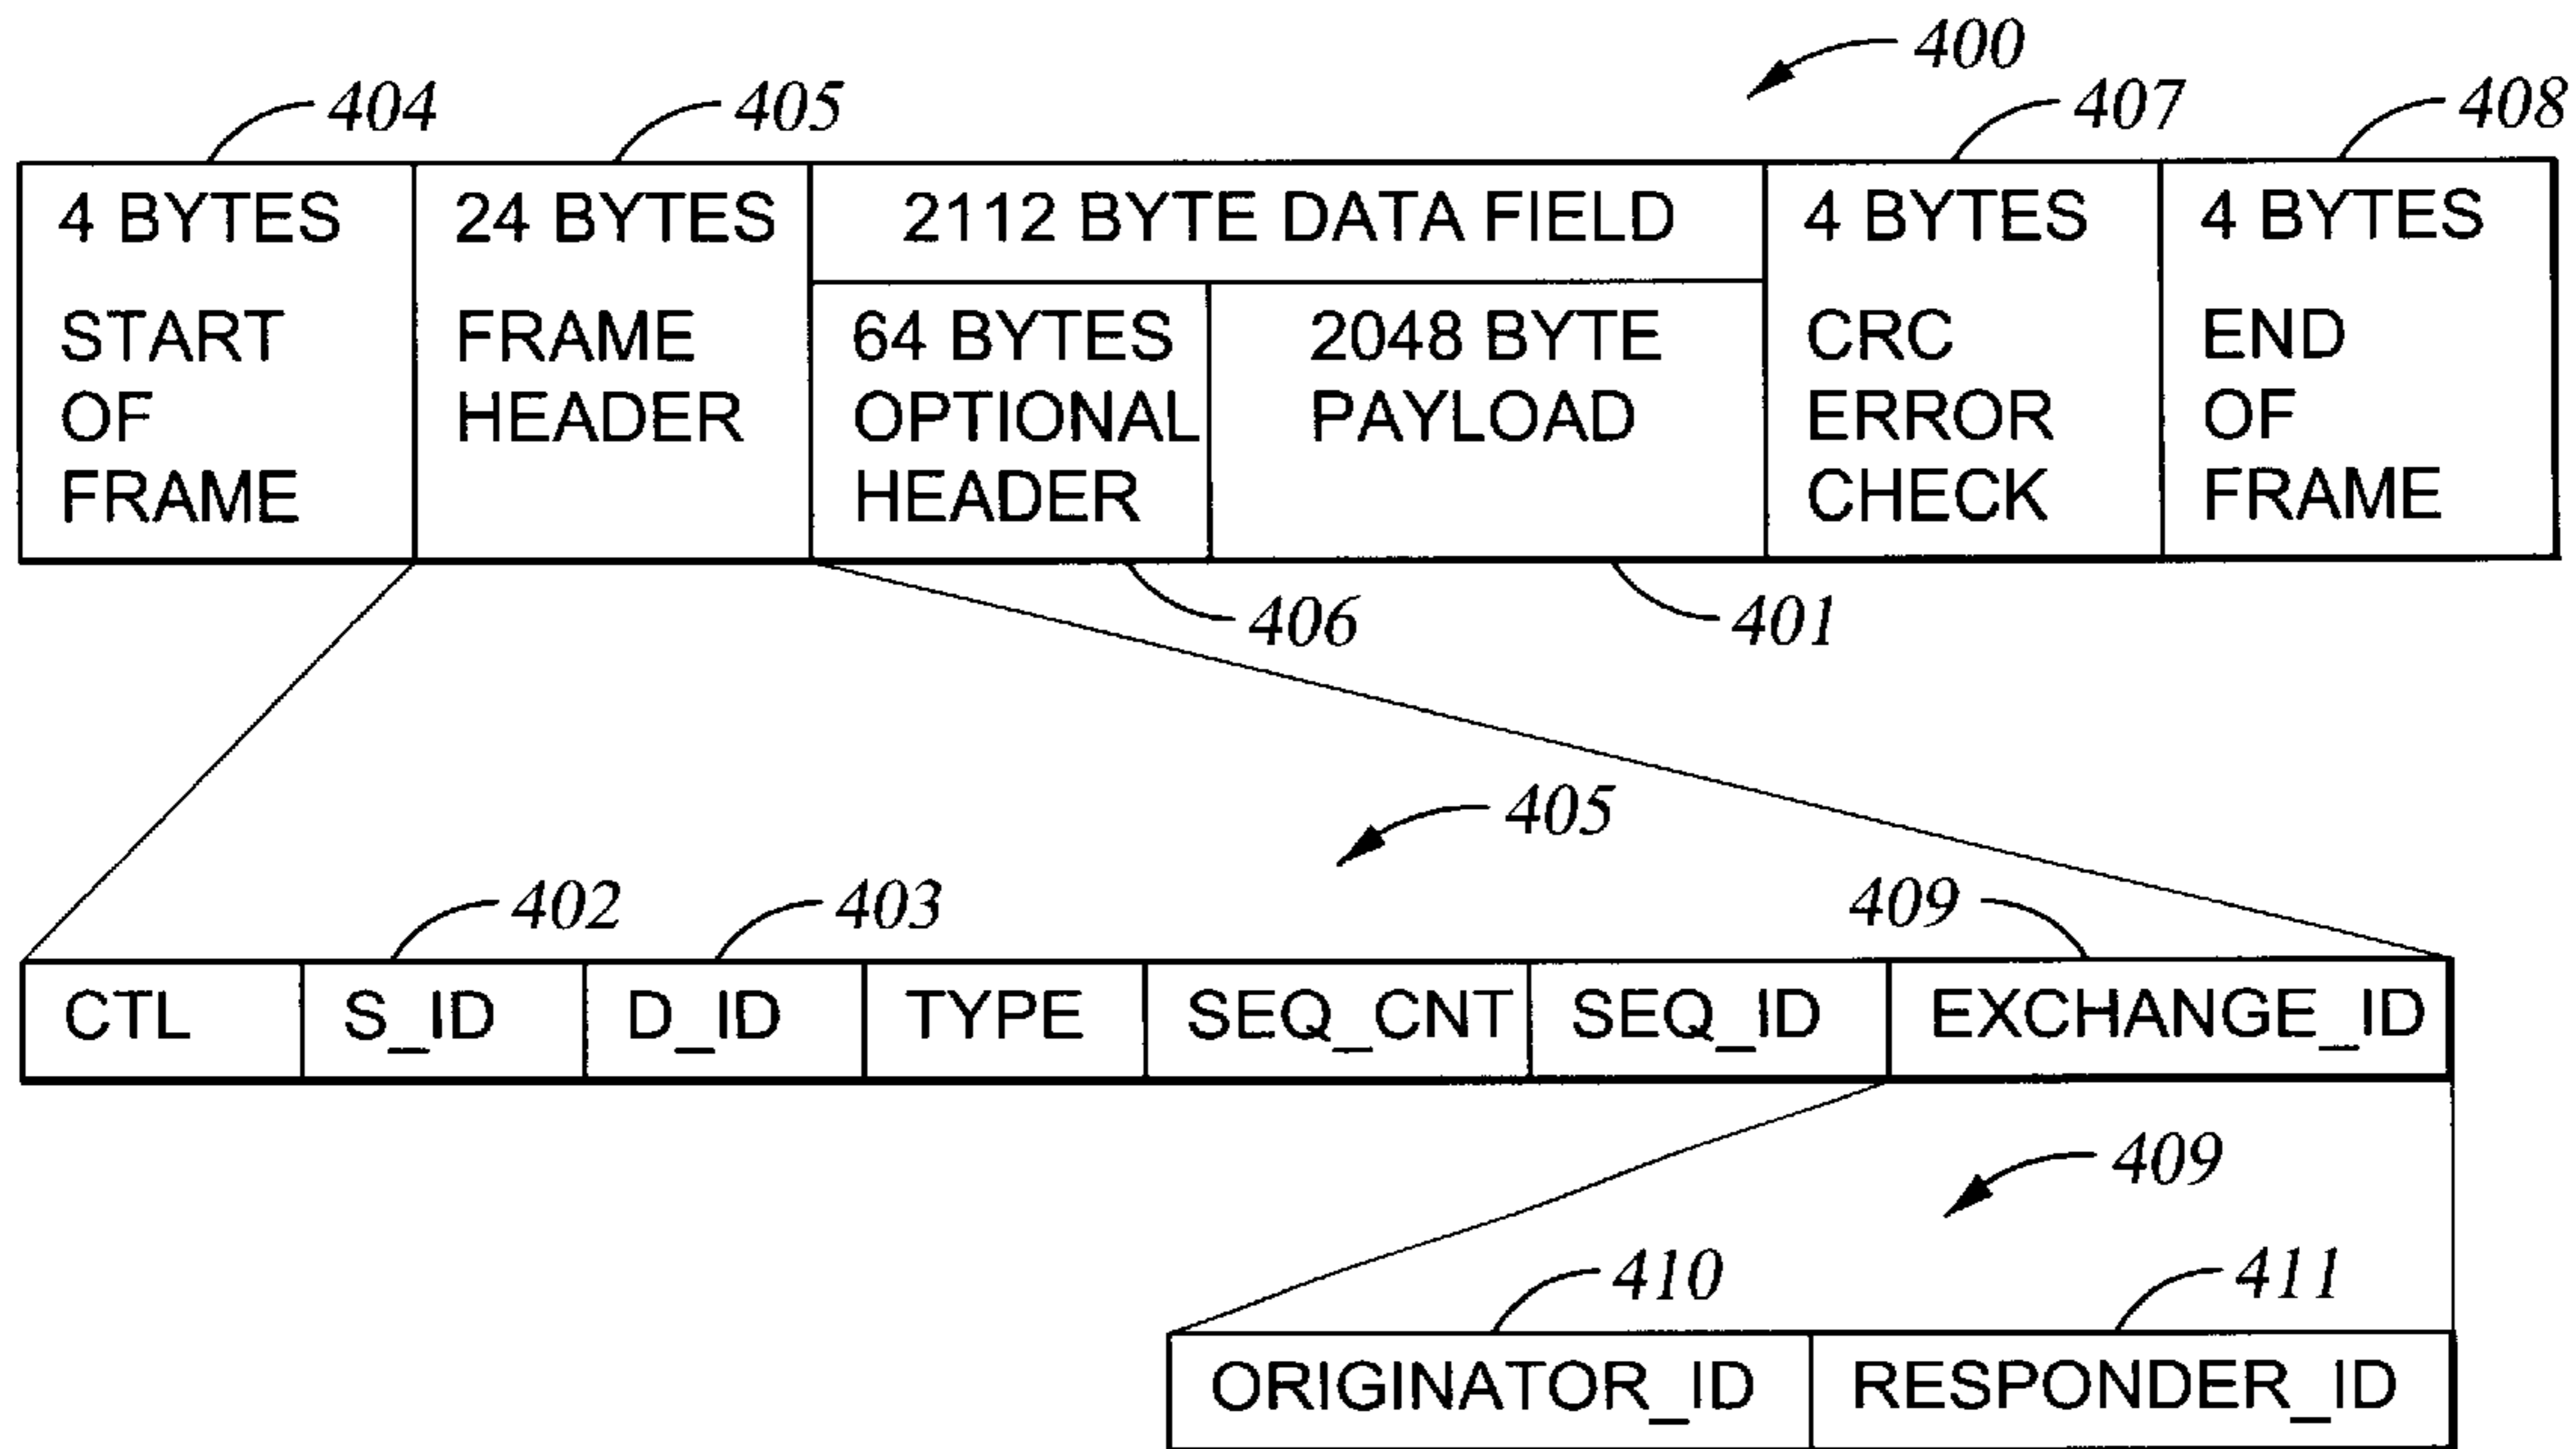 400
404
405
407
408
4 BYTES
START
OF
FRAME
24 BYTES
FRAME
HEADER
2112 BYTE DATA FIELD
64 BYTES
OPTIONAL
HEADER
2048 BYTE
PAYLOAD
4 BYTES
CRC
ERROR
CHECK
4 BYTES
END
OF
FRAME
406
401
405
402
403
409
CTL
S_ID
D_ID
TYPE
SEQ_CNT
SEQ_ID
EXCHANGE_ID
409
410
411
ORIGINATOR_ID
RESPONDER_ID